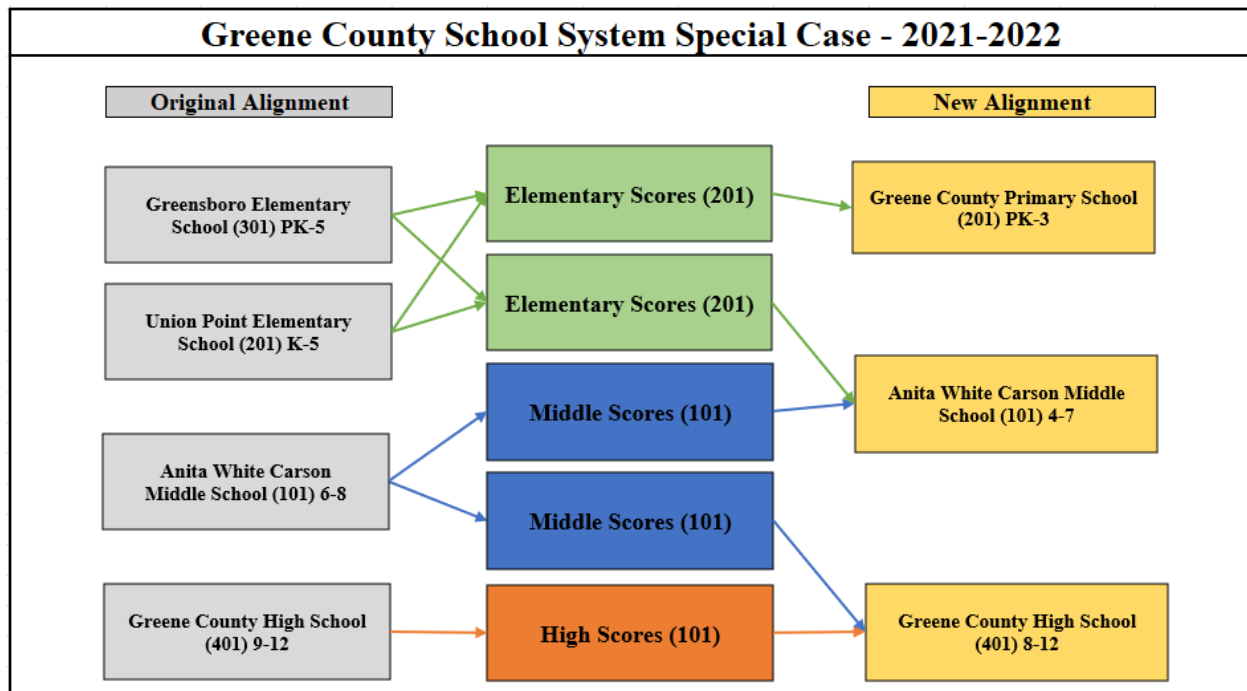 Greene County School System Special Case - 2021-2022
Original Alignment
New Alignment
Greensboro Elementary
School (301) PK-5
Union Point Elementary
School (201) K-5
Anita White Carson
Middle School (101) 6-8
Greene County High School
(401) 9-12
Elementary Scores (201)
Elementary Scores (201)
Middle Scores (101)
Middle Scores (101)
High Scores (101)
Greene County Primary School
(201) PK-3
Anita White Carson Middle
School (101) 4-7
Greene County High School
(401) 8-12